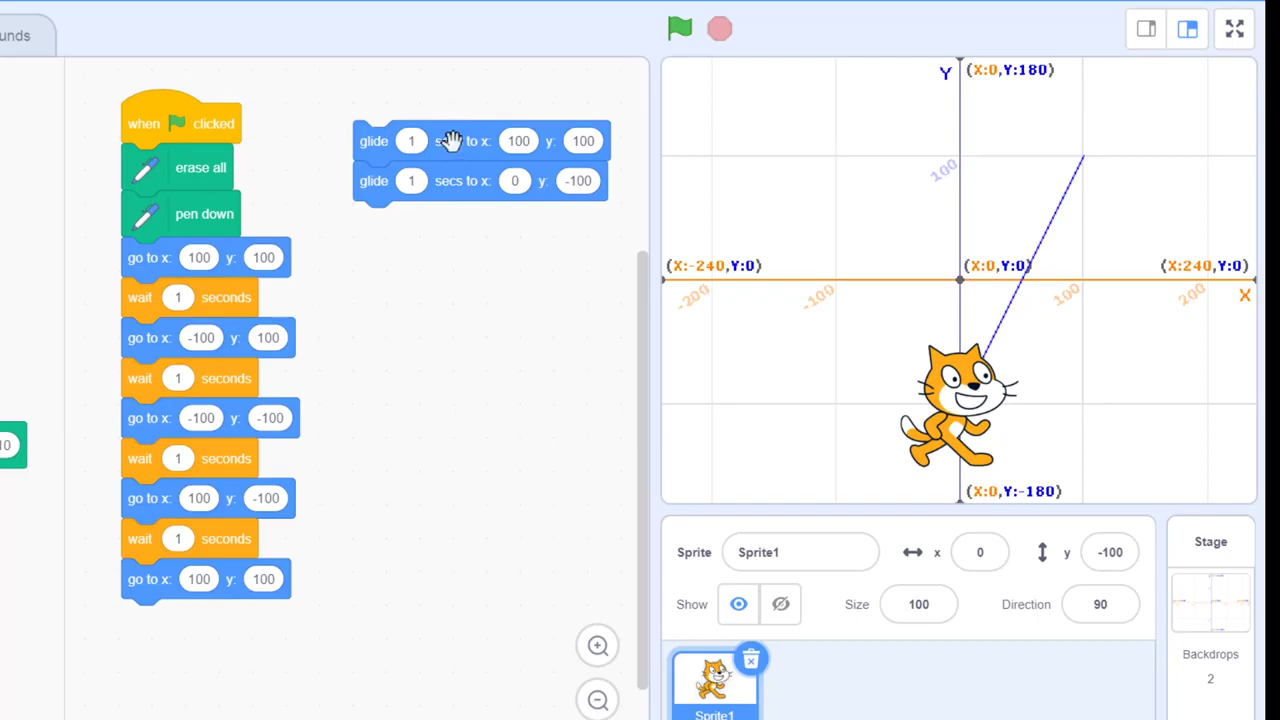 unds
when clicked
erase all
pen down
go to x: 100 y: 100
wait 1 seconds
go to x: -100 y: 100
wait 1 seconds
go to x: -100 y: -100
wait 1 seconds
go to x: 100 y: -100
wait 1 seconds
go to x: 100 y: 100
10
glide 1 s to x: 100 y: 100
glide 1 secs to x: 0 y: -100
Y (X:0,Y:180)
100
(X:-240,Y:0) (X:0,Y:0) (X:240,Y:0)
-200 -100 100 200 X
(X:0,Y:-180)
Sprite Sprite1 x 0 y -100
Show Size 100 Direction 90
Sprite1
Stage
Backdrops
2